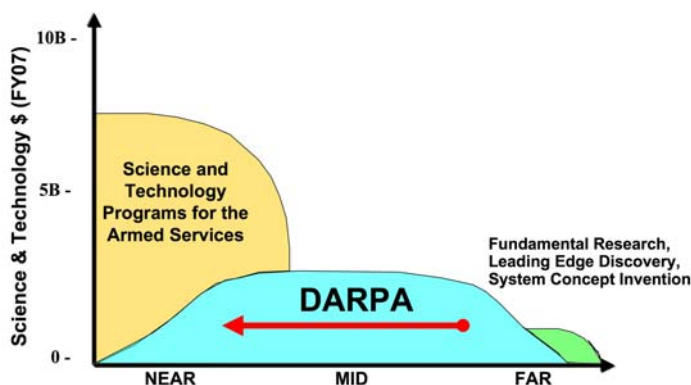 Science & Technology $ (FY07)
10B -
5B -
0 -
Science and
Technology
Programs for the
Armed Services
DARPA
Fundamental Research,
Leading Edge Discovery,
System Concept Invention
NEAR
MID
FAR